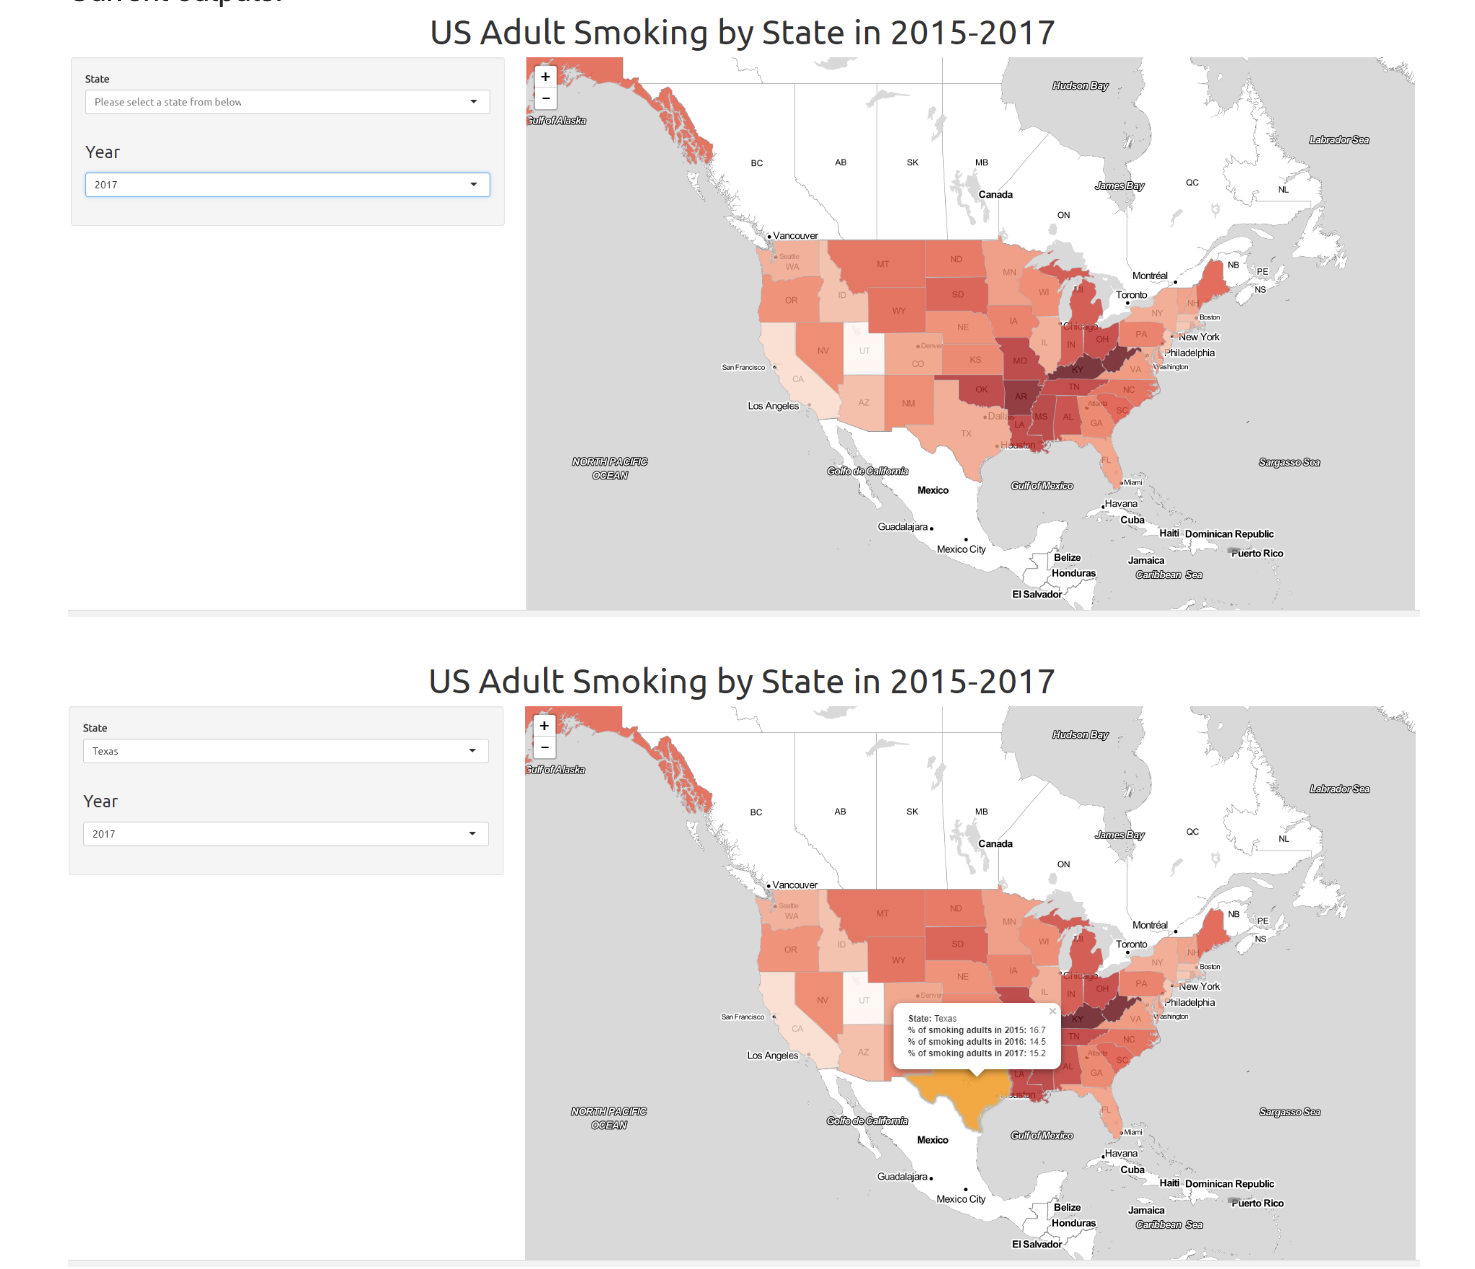 Current outputs:
US Adult Smoking by State in 2015-2017
State
Please select a state from below
Year
2017
+
−
Gulf of Alaska
Hudson Bay
Labrador Sea
BC
AB
SK
MB
Canada
James Bay
QC
NL
ON
Vancouver
Seattle
WA
MT
ND
MN
Montréal
NB
PE
NS
OR
ID
SD
WI
MI
Toronto
NH
Boston
WY
IA
NY
NE
Chicago
PA
New York
NV
UT
Denver
CO
KS
MO
IL
IN
OH
Philadelphia
San Francisco
KY
VA
Washington
CA
Los Angeles
AZ
NM
OK
AR
TN
NC
Atlanta
SC
Dalla
MS
AL
GA
TX
LA
Houston
FL
NORTH PACIFIC
OCEAN
Golfo de California
Mexico
Gulf of Mexico
Miami
Sargasso Sea
Havana
Cuba
Guadalajara
Mexico City
Haiti
Dominican Republic
Belize
Jamaica
Puerto Rico
Honduras
Caribbean Sea
El Salvador
US Adult Smoking by State in 2015-2017
State
Texas
Year
2017
+
−
Gulf of Alaska
Hudson Bay
Labrador Sea
BC
AB
SK
MB
Canada
James Bay
QC
NL
ON
Vancouver
Seattle
WA
MT
ND
MN
Montréal
NB
PE
NS
OR
ID
SD
WI
MI
Toronto
NH
Boston
WY
IA
NY
NE
Chicago
PA
New York
NV
UT
Denver
IL
IN
OH
Philadelphia
San Francisco
State: Texas
% of smoking adults in 2015: 16.7
% of smoking adults in 2016: 14.5
% of smoking adults in 2017: 15.2
×
KY
VA
Washington
CA
Los Angeles
AZ
TN
NC
Atlanta
SC
AL
GA
LA
Houston
FL
NORTH PACIFIC
OCEAN
Golfo de California
Mexico
Gulf of Mexico
Miami
Sargasso Sea
Havana
Cuba
Guadalajara
Mexico City
Haiti
Dominican Republic
Belize
Jamaica
Puerto Rico
Honduras
Caribbean Sea
El Salvador